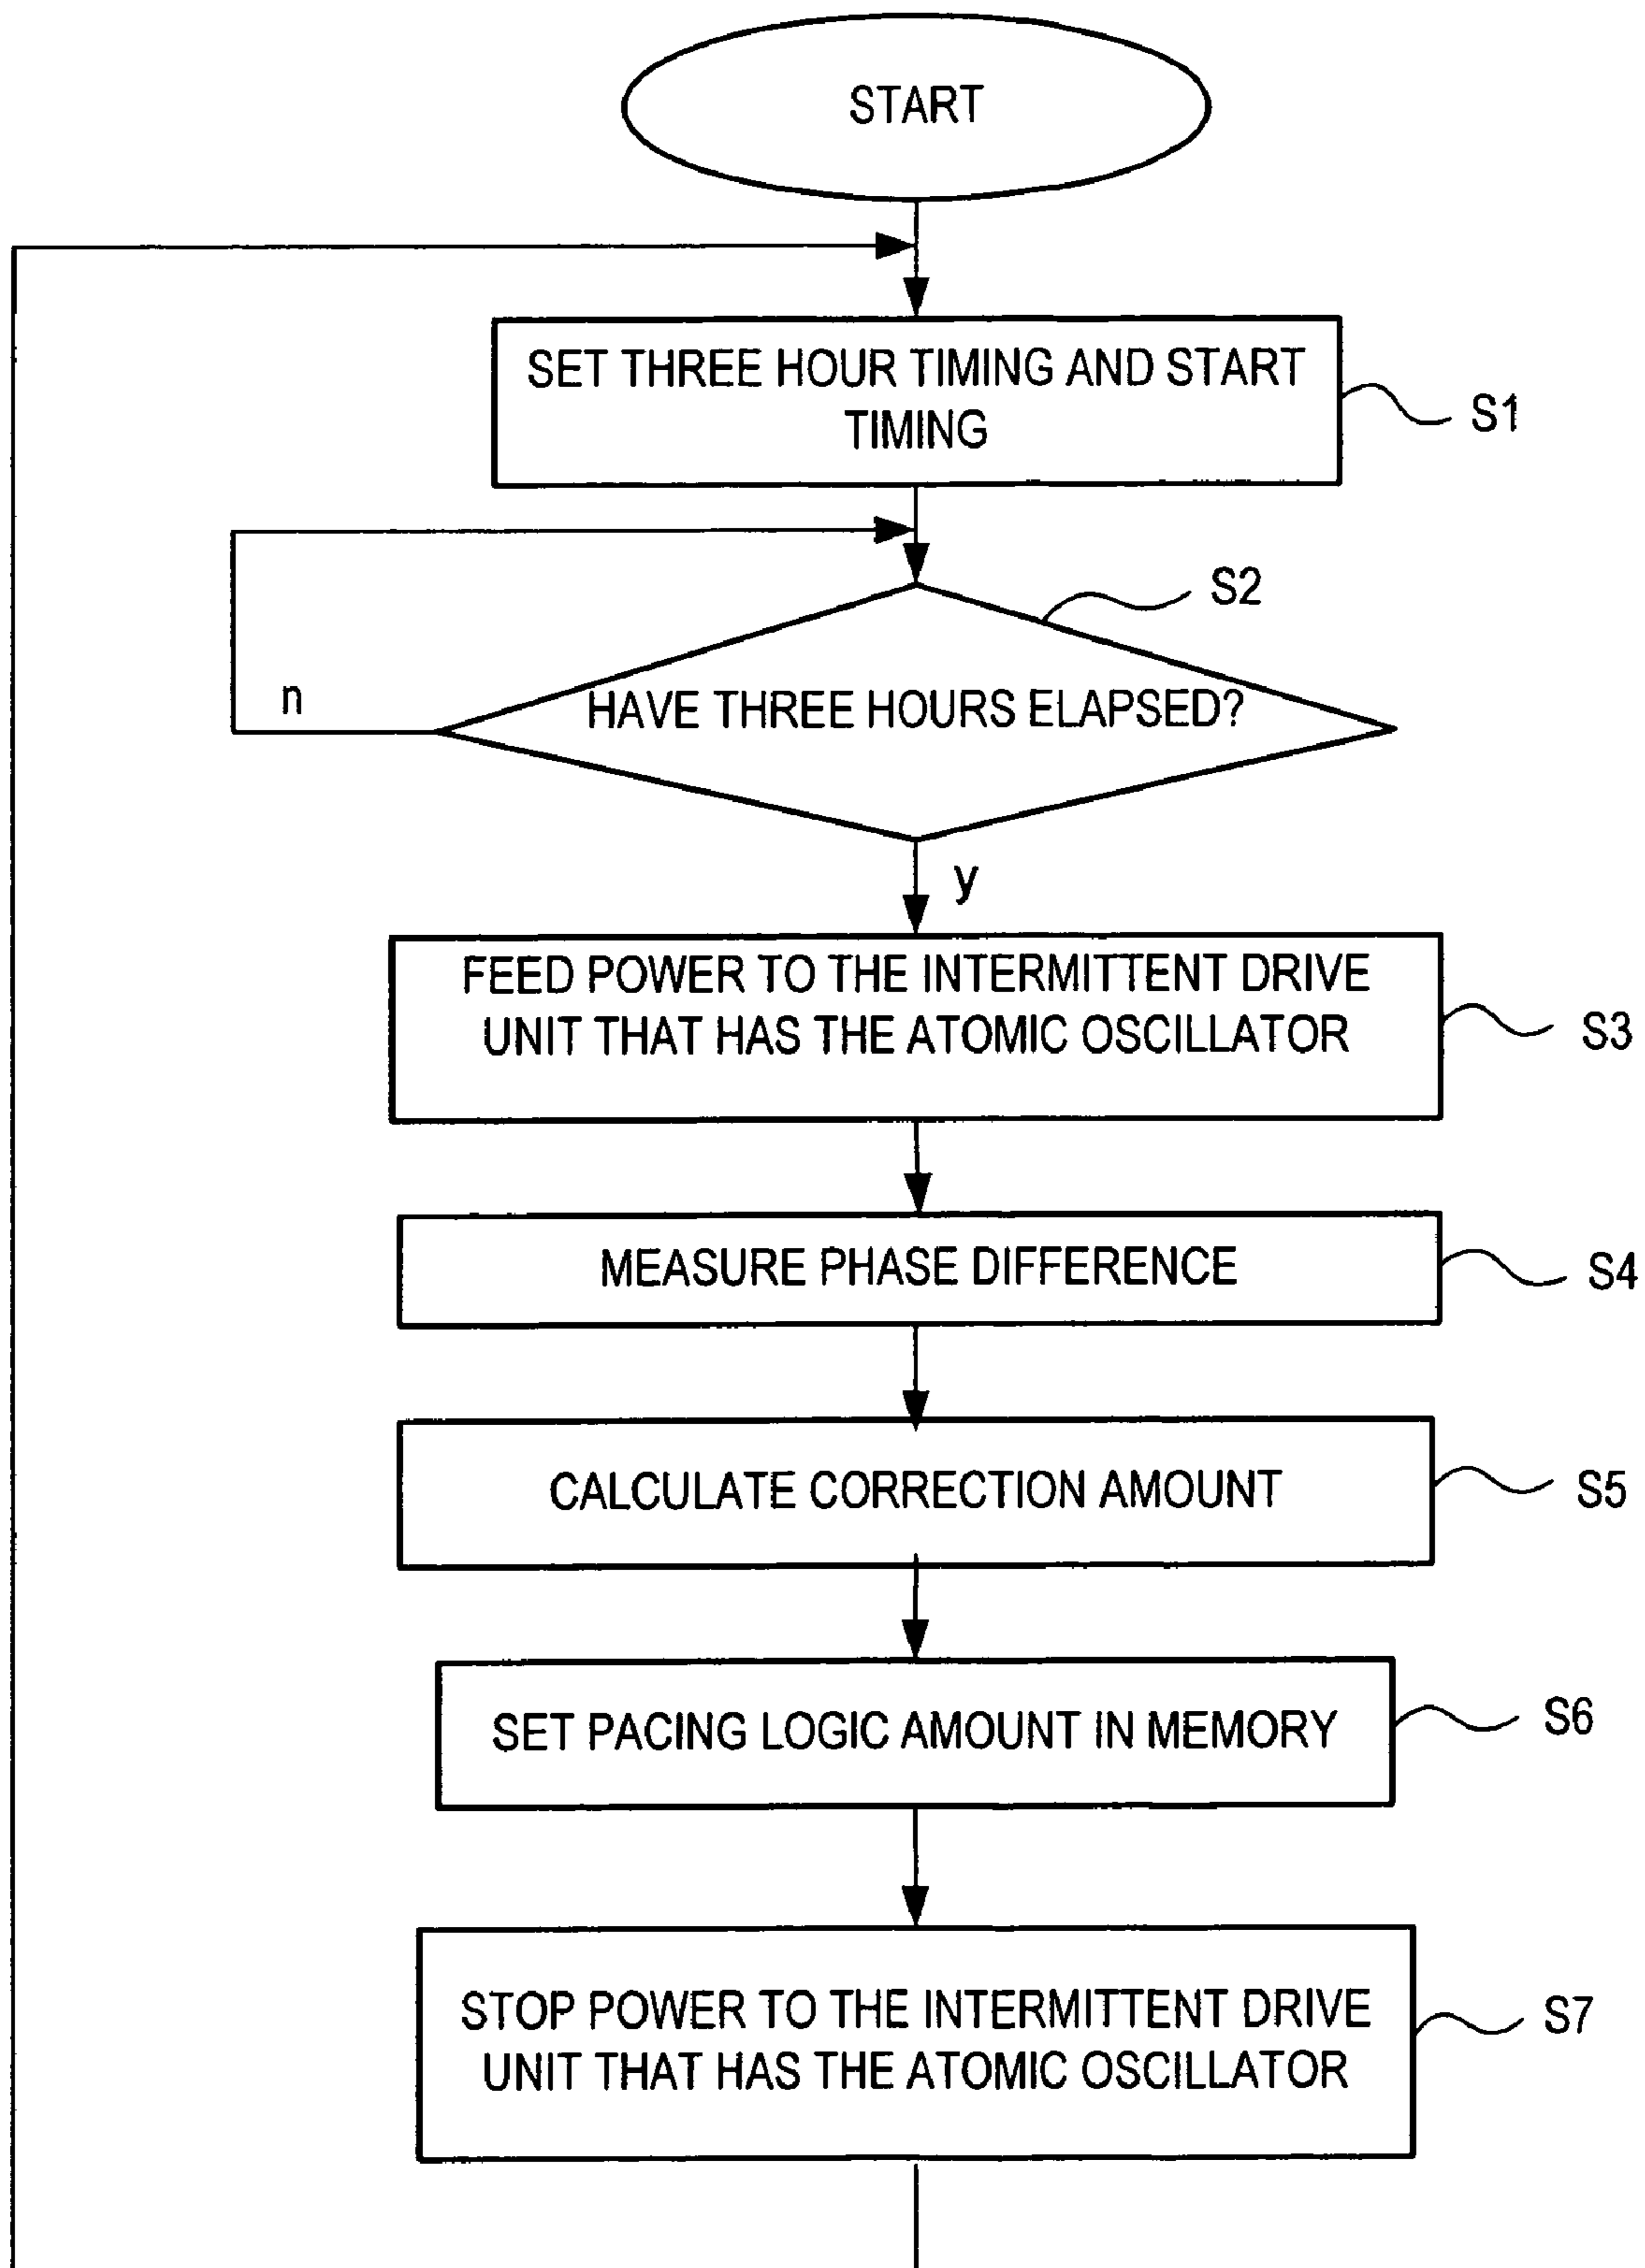 START
SET THREE HOUR TIMING AND START
TIMING
S1
S2
HAVE THREE HOURS ELAPSED?
n
y
FEED POWER TO THE INTERMITTENT DRIVE
UNIT THAT HAS THE ATOMIC OSCILLATOR
S3
MEASURE PHASE DIFFERENCE
S4
CALCULATE CORRECTION AMOUNT
S5
SET PACING LOGIC AMOUNT IN MEMORY
S6
STOP POWER TO THE INTERMITTENT DRIVE
UNIT THAT HAS THE ATOMIC OSCILLATOR
S7